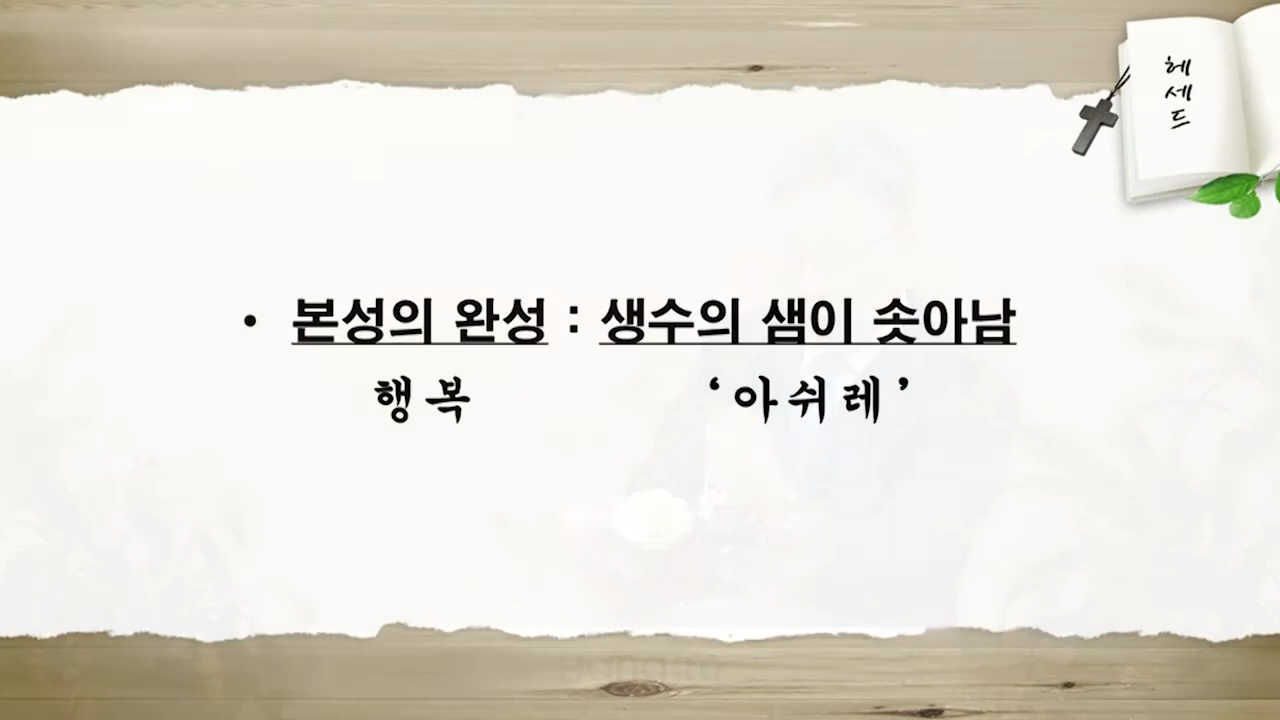 헤
세
드
• 본성의 완성 : 생수의 샘이 솟아남
행복 ‘아쉬레’